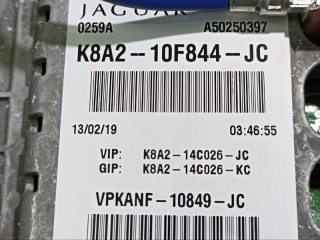 JAGUAR
0259A A50250397
K8A2-10F844-JC
13/02/19 03:46:55
VIP: K8A2-14C026-JC
GIP: K8A2-14C026-KC
VPKANF-10849-JC